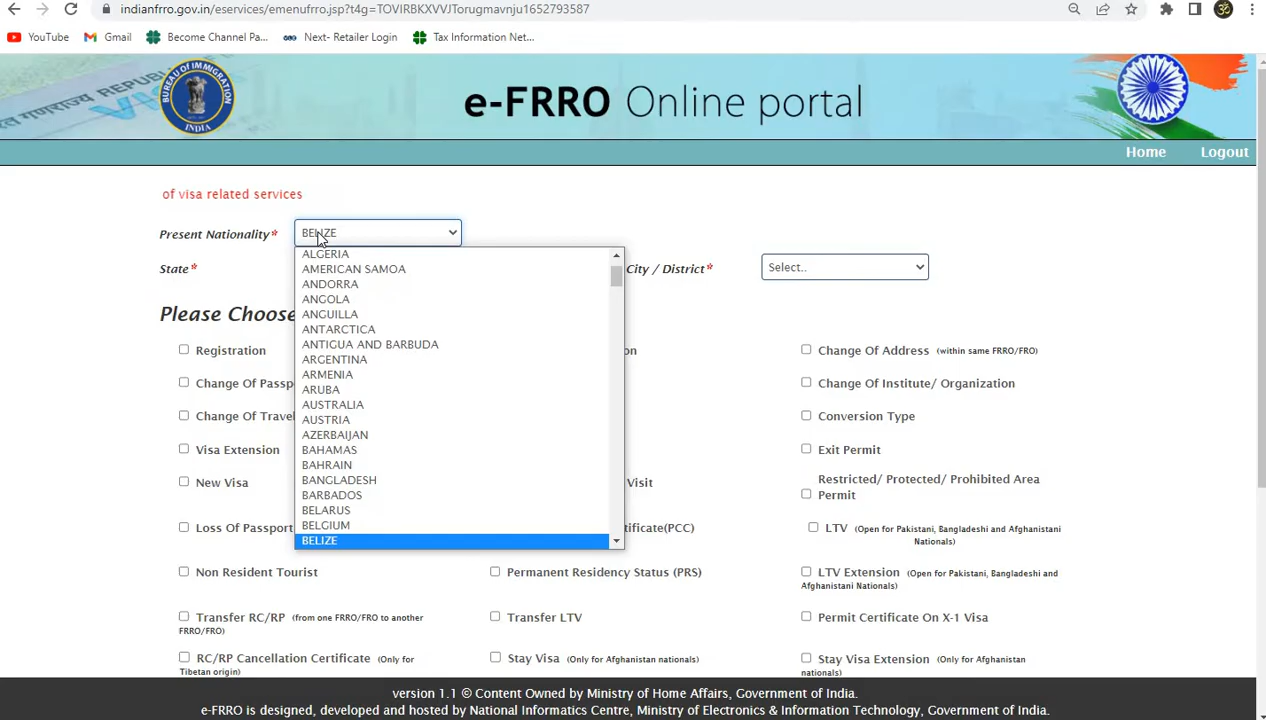 indianfrro.gov.in/eservices/emenufrro.jsp?t4g=TOVIRBKXVVJTorugmavnju1652793587
YouTube Gmail Become Channel Pa... Next- Retailer Login Tax Information Net...
BUREAU OF IMMIGRATION
INDIA
e-FRRO Online portal
Home Logout
of visa related services
Present Nationality* BELIZE
State* City / District* Select..
ALGERIA
AMERICAN SAMOA
ANDORRA
ANGOLA
ANGUILLA
ANTARCTICA
ANTIGUA AND BARBUDA
ARGENTINA
ARMENIA
ARUBA
AUSTRALIA
AUSTRIA
AZERBAIJAN
BAHAMAS
BAHRAIN
BANGLADESH
BARBADOS
BELARUS
BELGIUM
BELIZE
Please Choose
Registration on Change Of Address (within same FRRO/FRO)
Change Of Passp Change Of Institute/ Organization
Change Of Travel Conversion Type
Visa Extension Exit Permit
New Visa Visit Restricted/ Protected/ Prohibited Area
Permit
Loss Of Passport rtificate(PCC) LTV (Open for Pakistani, Bangladeshi and Afghanistani
Nationals)
Non Resident Tourist Permanent Residency Status (PRS) LTV Extension (Open for Pakistani, Bangladeshi and
Afghanistani Nationals)
Transfer RC/RP (from one FRRO/FRO to another Transfer LTV Permit Certificate On X-1 Visa
FRRO/FRO)
RC/RP Cancellation Certificate (Only for Stay Visa (Only for Afghanistan nationals) Stay Visa Extension (Only for Afghanistan
Tibetan origin) nationals)
version 1.1 © Content Owned by Ministry of Home Affairs, Government of India.
e-FRRO is designed, developed and hosted by National Informatics Centre, Ministry of Electronics & Information Technology, Government of India.